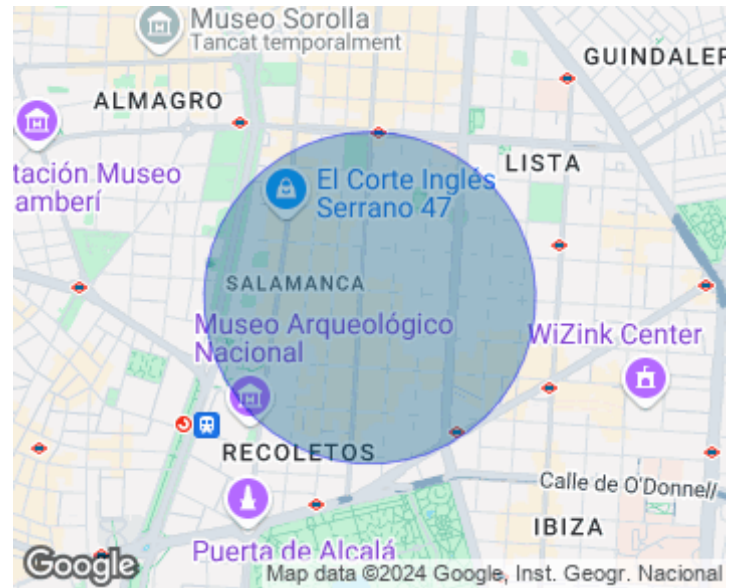 Museo Sorolla
Tancat temporalment
GUINDALER
ALMAGRO
tación Museo
amberí
LISTA
El Corte Inglés
Serrano 47
SALAMANCA
Museo Arqueológico
Nacional
WiZink Center
RECOLETOS
Calle de O'Donnell
IBIZA
Puerta de Alcalá
Google
Map data ©2024 Google, Inst. Geogr. Nacional